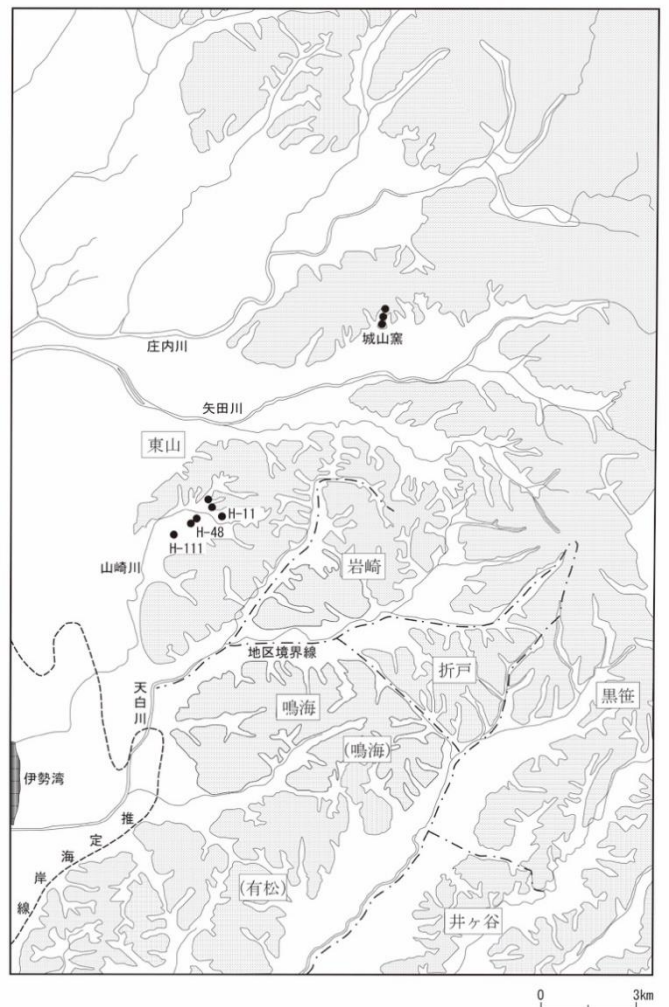 城山窯
庄内川
矢田川
東山
H-11
H-48
H-111
山崎川
岩崎
地区境界線
折戸
天白川
鳴海
黒笹
(鳴海)
伊勢湾
推定海岸線
(有松)
井ヶ谷
0 3km